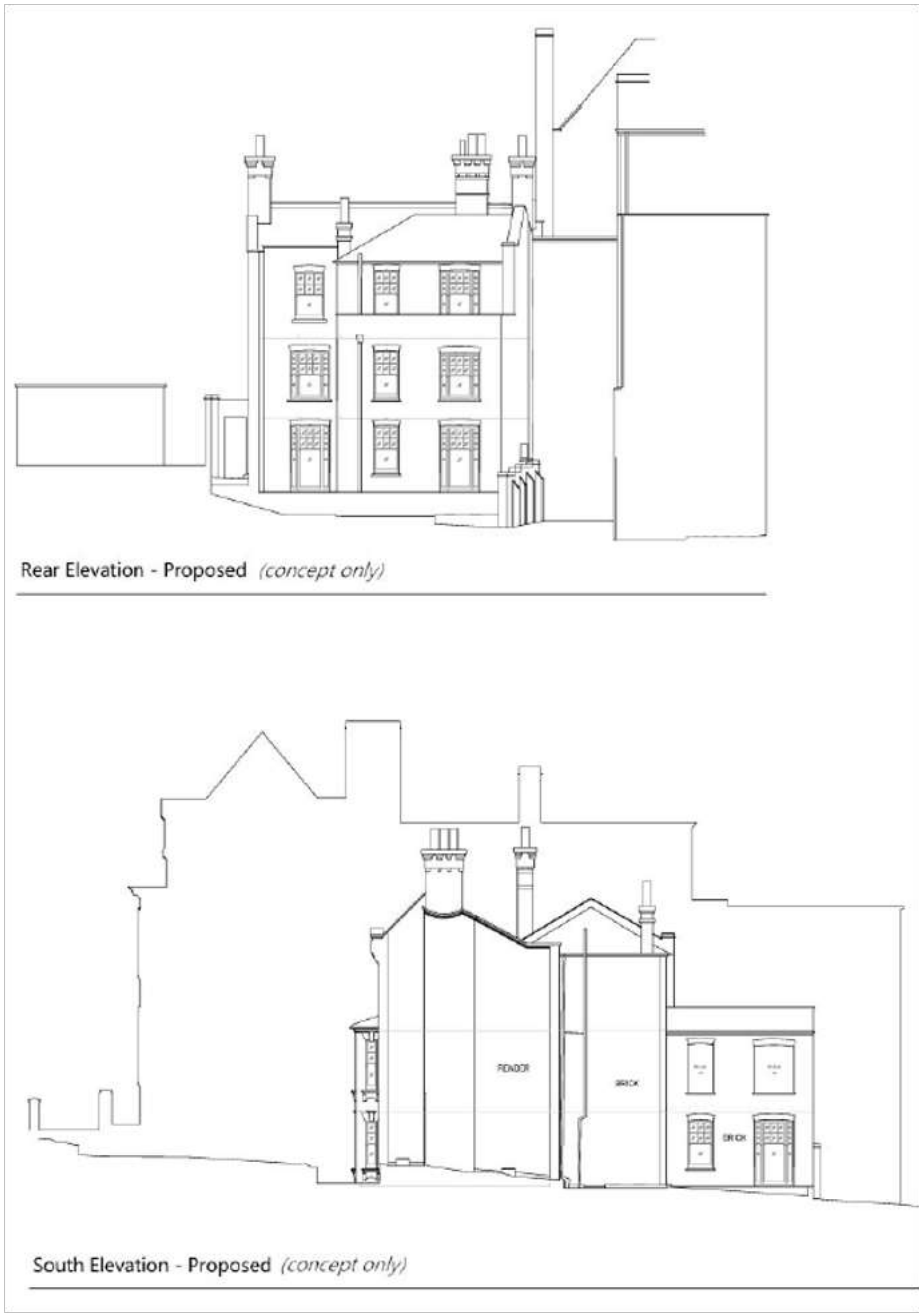 Rear Elevation - Proposed (concept only)
RENDER
BRICK
BRICK
South Elevation - Proposed (concept only)